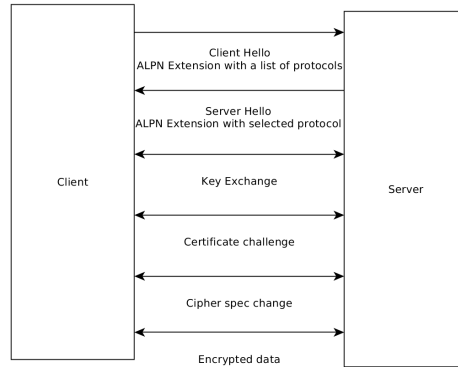 Client Hello
ALPN Extension with a list of protocols
Server Hello
ALPN Extension with selected protocol
Client
Key Exchange
Server
Certificate challenge
Cipher spec change
Encrypted data